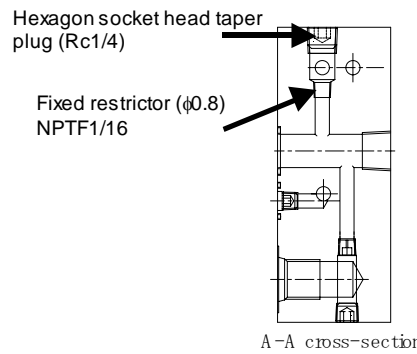 Hexagon socket head taper
plug (Rc1/4)
Fixed restrictor (ϕ0.8)
NPTF1/16
A-A cross-section